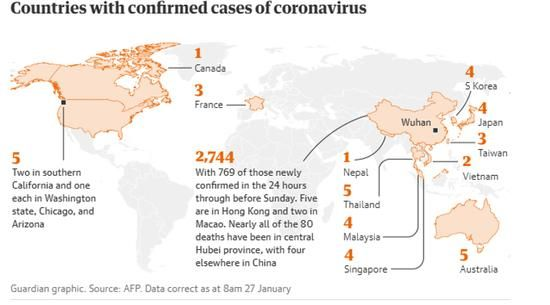 Countries with confirmed cases of coronavirus
1
Canada
3
France
4
S Korea
4
Japan
Wuhan
3
Taiwan
2
Vietnam
5
Two in southern
California and one
each in Washington
state, Chicago, and
Arizona
2,744
With 769 of those newly
confirmed in the 24 hours
through before Sunday. Five
are in Hong Kong and two in
Macao. Nearly all of the 80
deaths have been in central
Hubei province, with four
elsewhere in China
1
Nepal
5
Thailand
4
Malaysia
4
Singapore
5
Australia
Guardian graphic. Source: AFP. Data correct as at 8am 27 January